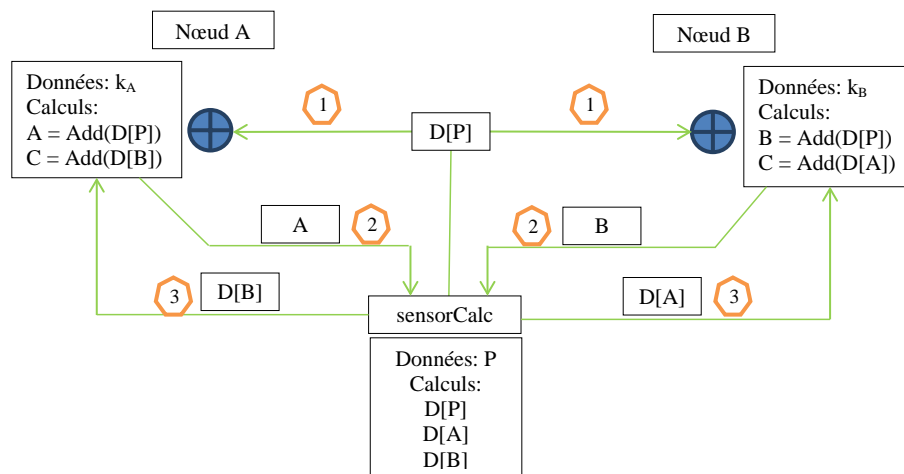 Nœud A
Nœud B
Données: kA
Calculs:
A = Add(D[P])
C = Add(D[B])
1
D[P]
1
Données: kB
Calculs:
B = Add(D[P])
C = Add(D[A])
A
2
2
B
3
D[B]
D[A]
3
sensorCalc
Données: P
Calculs:
D[P]
D[A]
D[B]